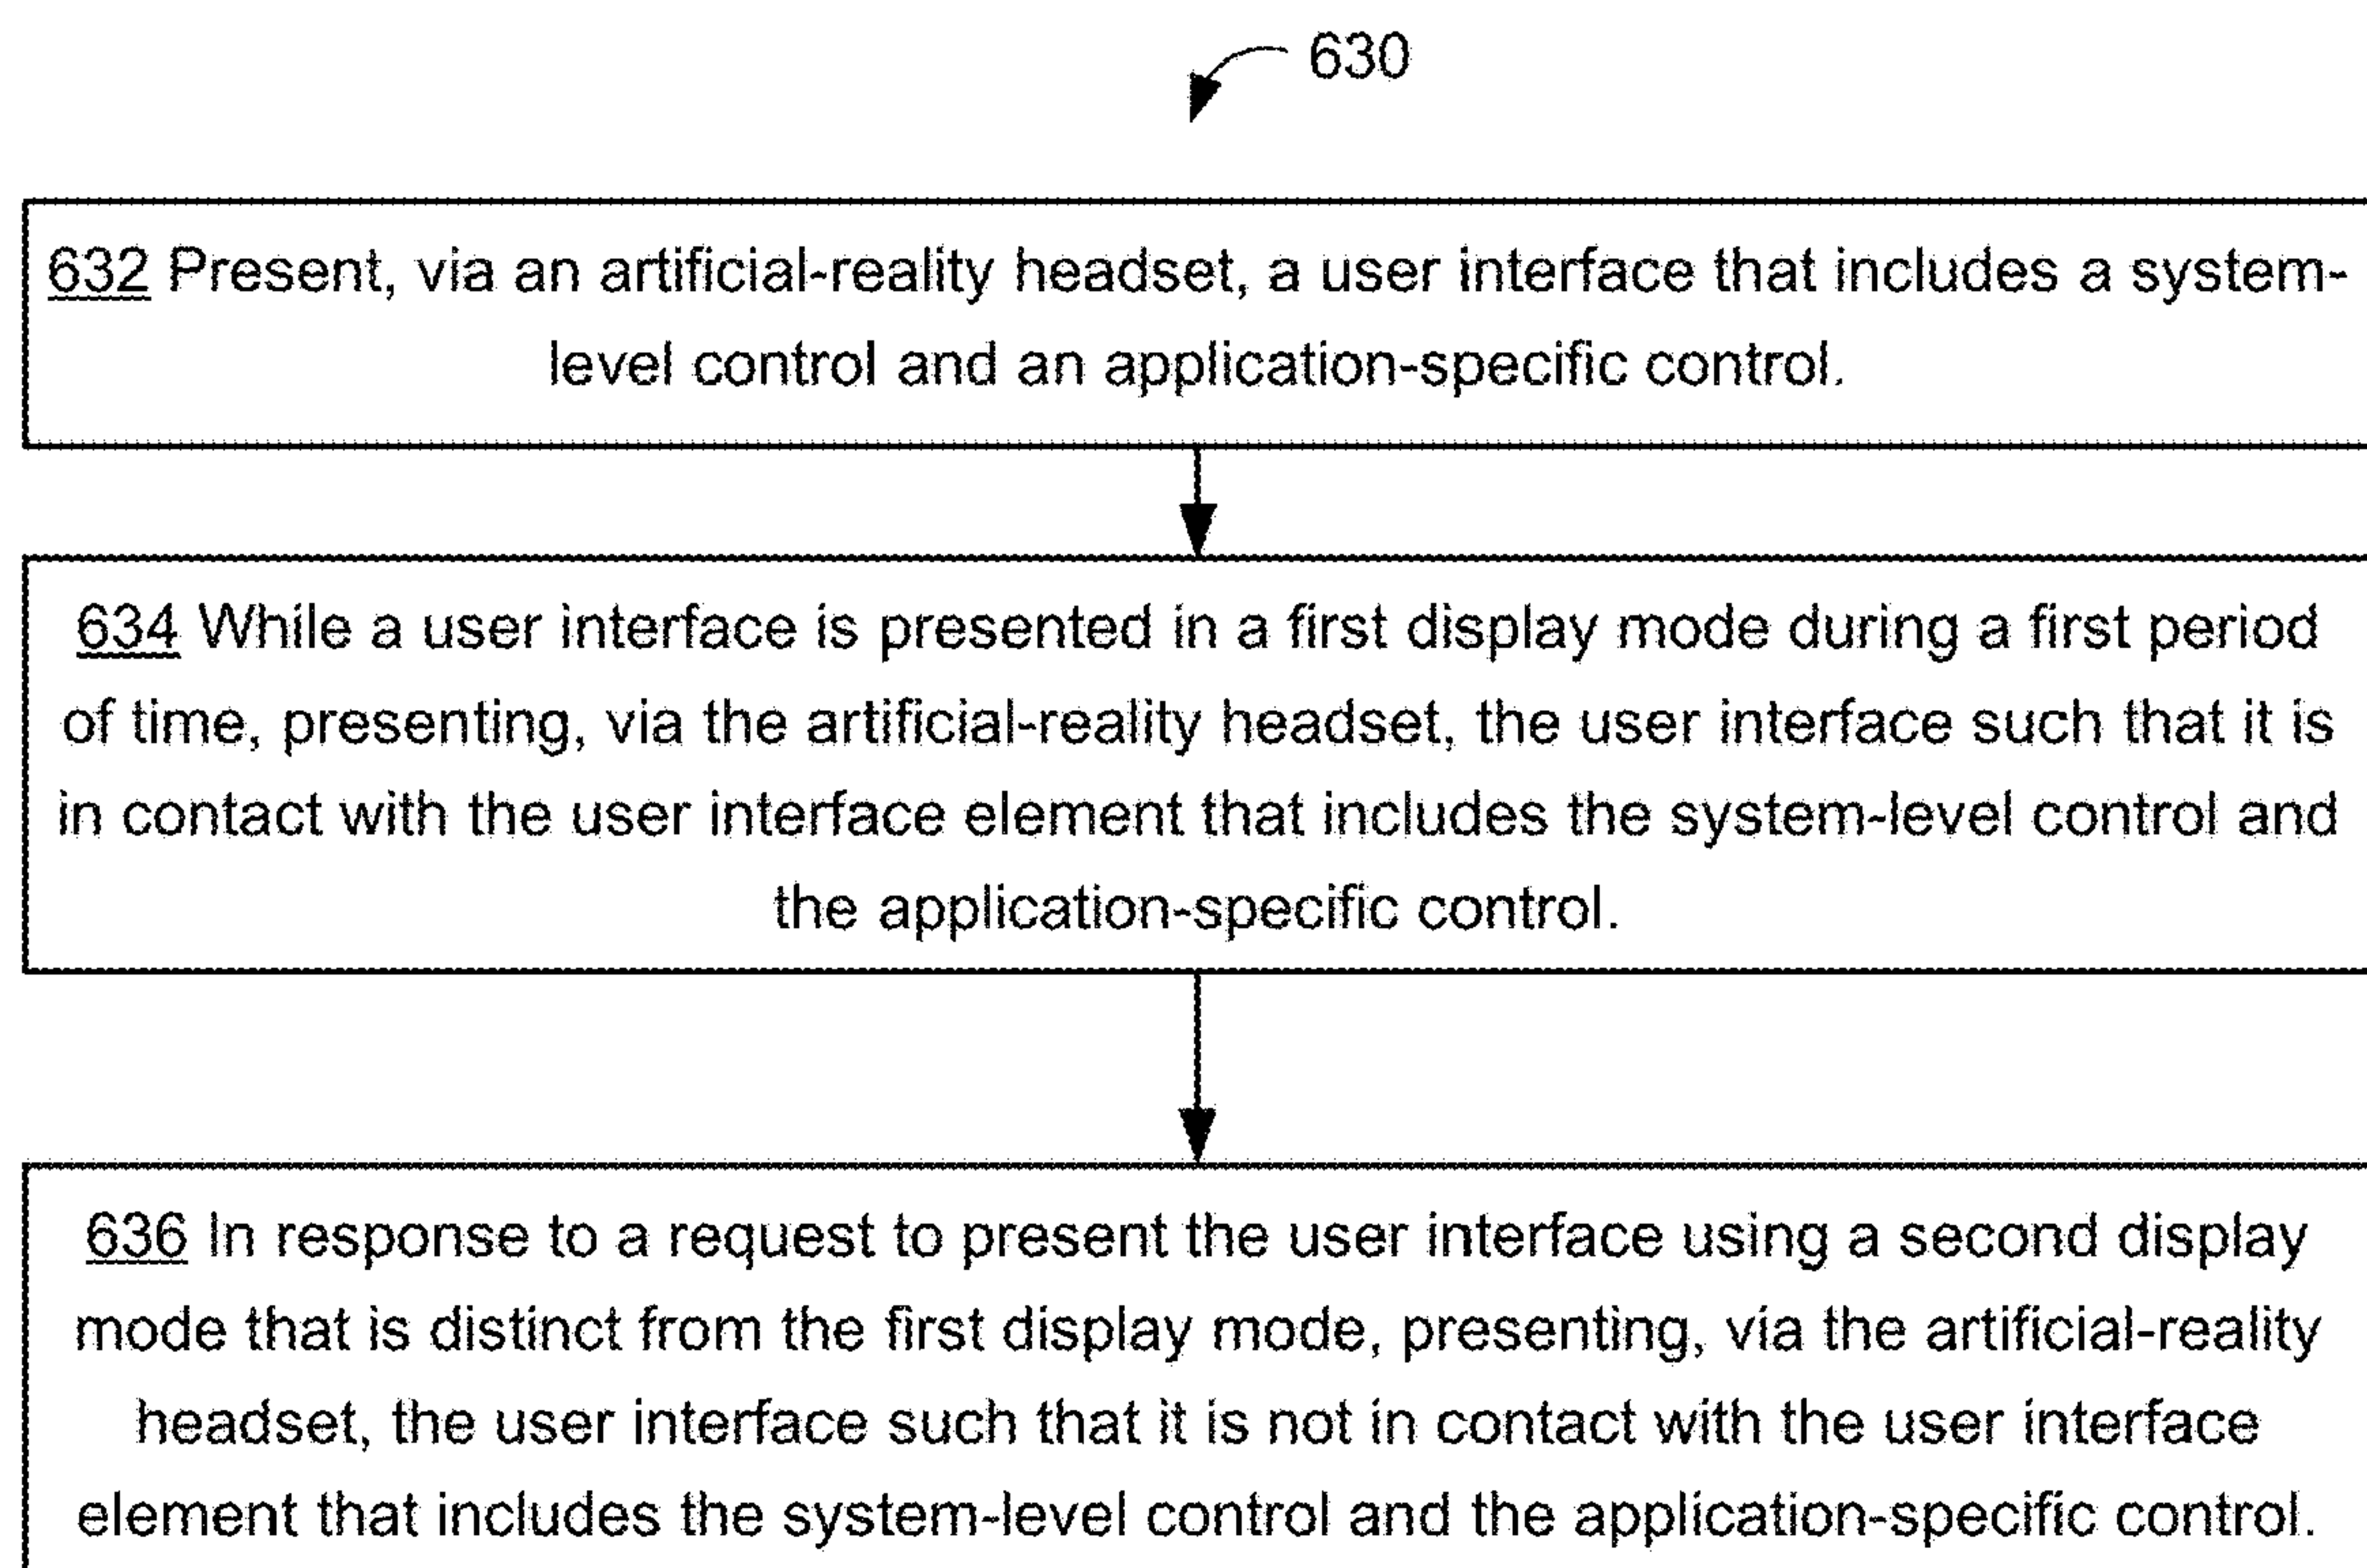 630
632 Present, via an artificial-reality headset, a user interface that includes a system-
level control and an application-specific control.
634 While a user interface is presented in a first display mode during a first period
of time, presenting, via the artificial-reality headset, the user interface such that it is
in contact with the user interface element that includes the system-level control and
the application-specific control.
636 In response to a request to present the user interface using a second display
mode that is distinct from the first display mode, presenting, via the artificial-reality
headset, the user interface such that it is not in contact with the user interface
element that includes the system-level control and the application-specific control.